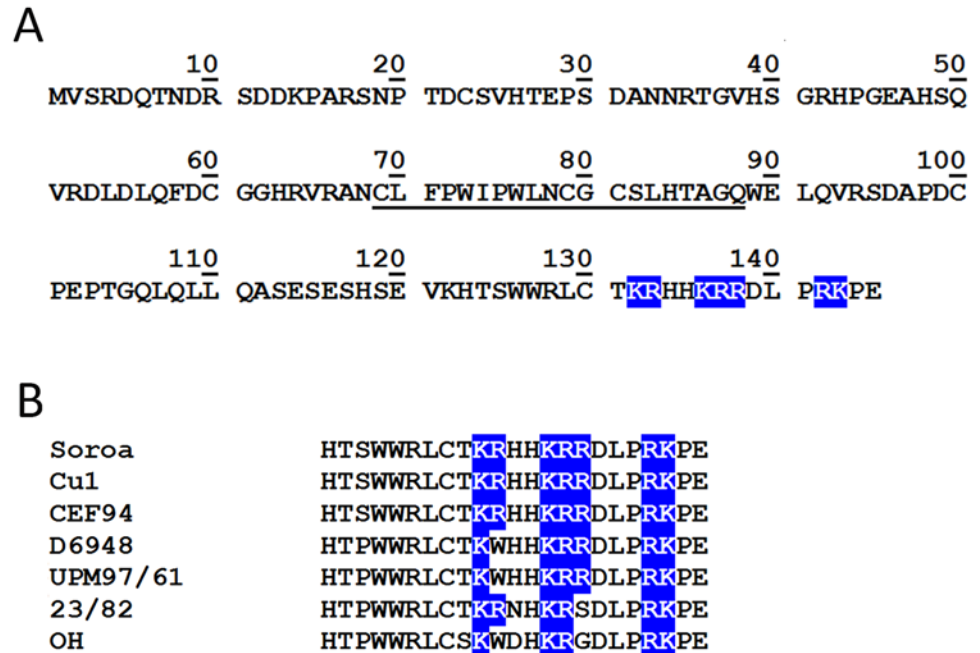 A
10 20 30 40 50
MVSRDQTNDR SDDKPARSNP TDCSVHTEPS DANNRTGVHS GRHPGEAHSQ
60 70 80 90 100
VRDLDLQFDC GGHRVRANCL FPWIPWLNCG CSLHTAGQWE LQVRSDAPDC
110 120 130 140
PEPTGQLQLL QASESESHSE VKHTSWWRLC TKRHHKRRDL PRKPE
B
Soroa HTSWWRLCTKRHHKRRDLPRKPE
Cu1 HTSWWRLCTKRHHKRRDLPRKPE
CEF94 HTSWWRLCTKRHHKRRDLPRKPE
D6948 HTPWWRLCTKWHHKRRDLPRKPE
UPM97/61 HTPWWRLCTKWHHKRRDLPRKPE
23/82 HTPWWRLCTKRNHKRSDLPRKPE
OH HTPWWRLCSKWDHKRGDLPRKPE